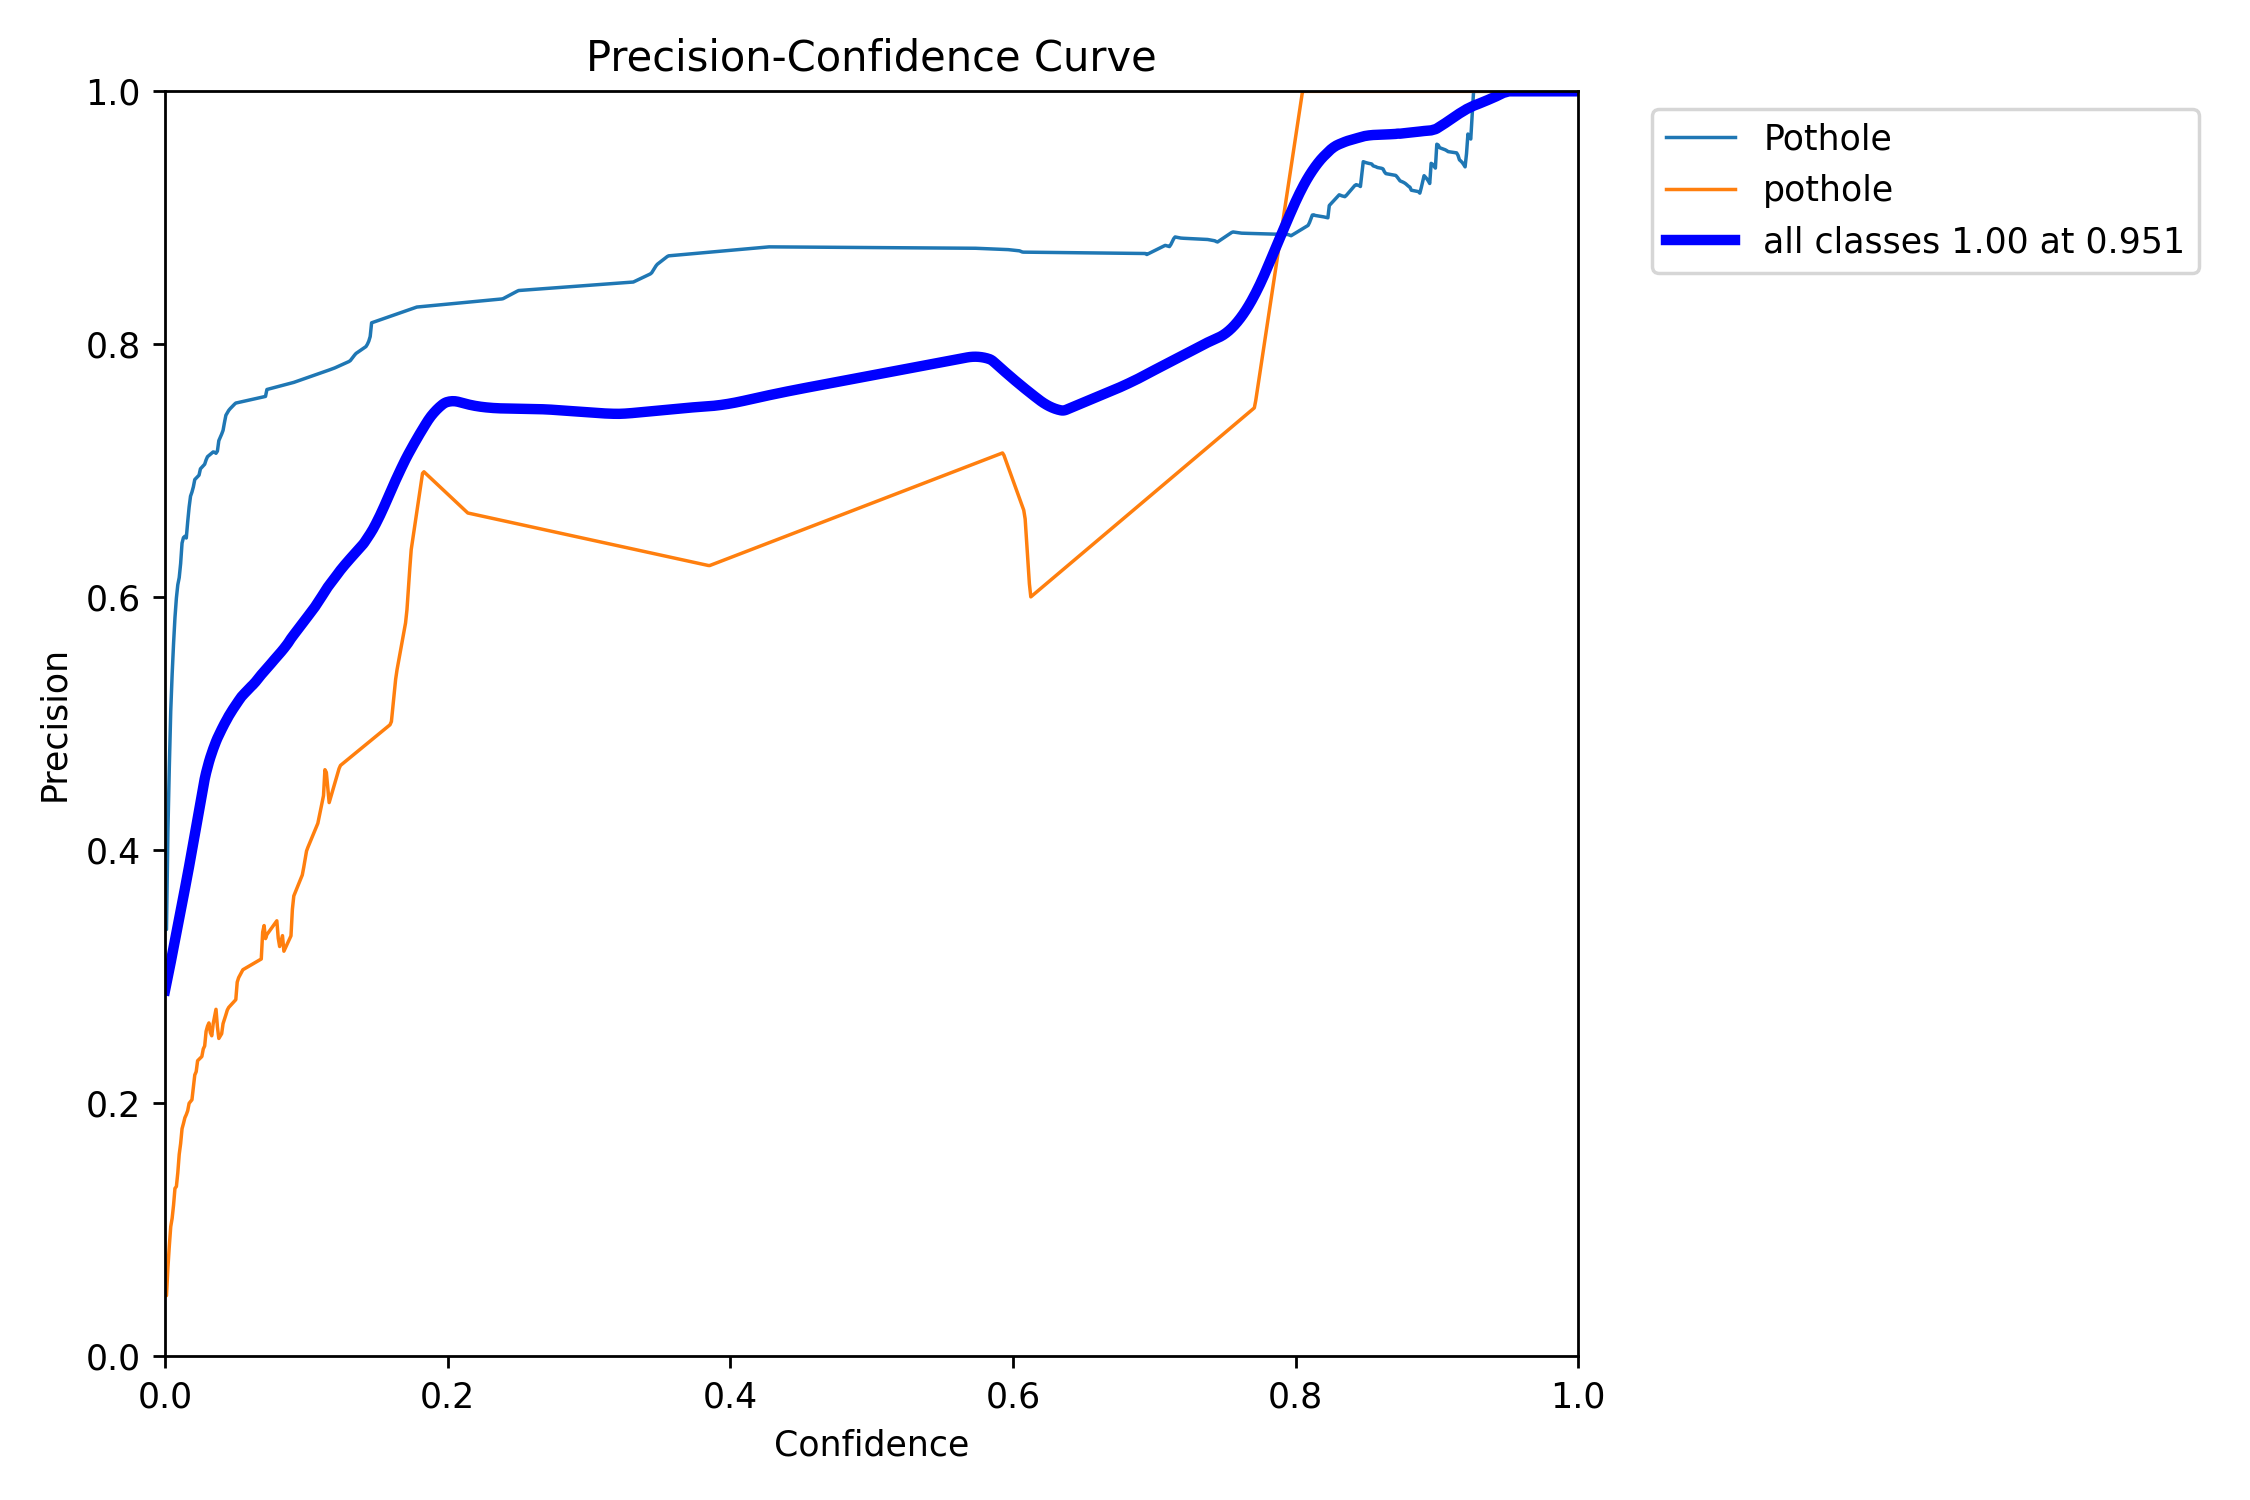 Precision-Confidence Curve
1.0
0.8
0.6
0.4
0.2
0.0
Precision
0.0 0.2 0.4 0.6 0.8 1.0
Confidence
Pothole
pothole
all classes 1.00 at 0.951